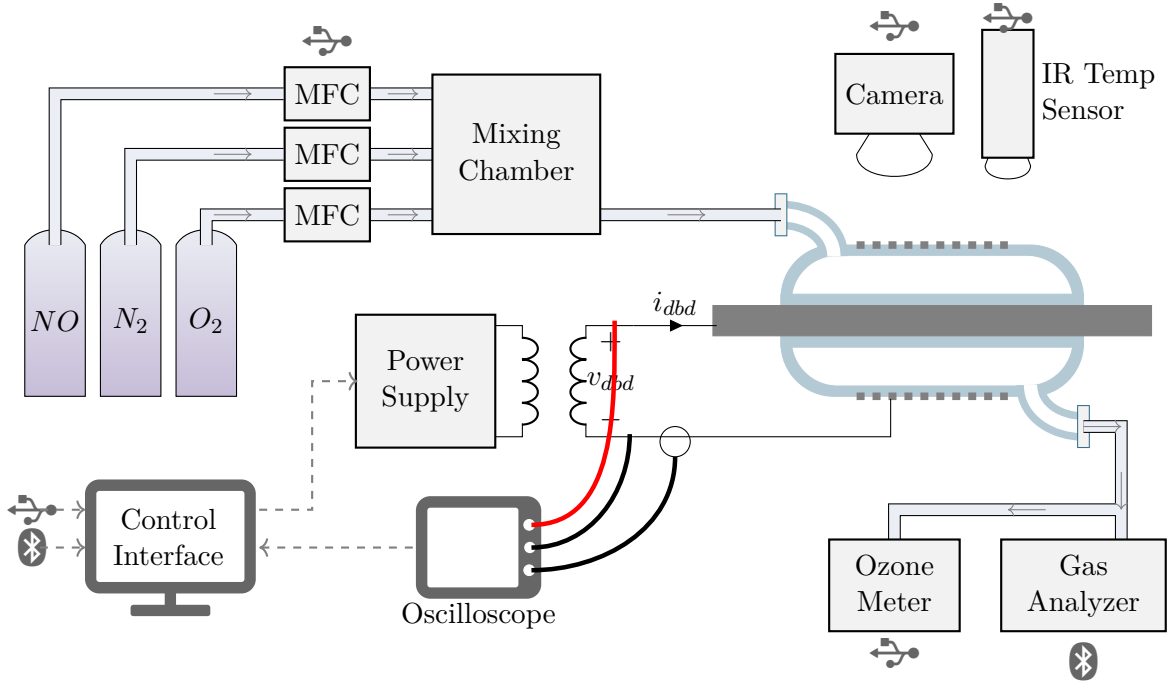 MFC
MFC
MFC
Mixing
Chamber
Camera
IR Temp
Sensor
NO
N₂
O₂
Power
Supply
i_dbd
+
v_dbd
−
Control
Interface
Oscilloscope
Ozone
Meter
Gas
Analyzer